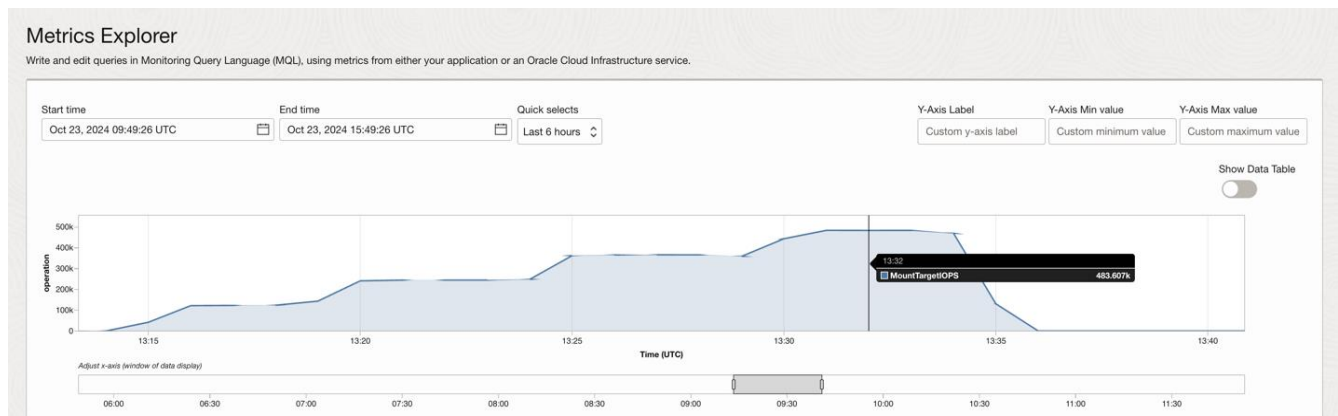 Metrics Explorer
Write and edit queries in Monitoring Query Language (MQL), using metrics from either your application or an Oracle Cloud Infrastructure service.
Start time End time Quick selects Y-Axis Label Y-Axis Min value Y-Axis Max value
Oct 23, 2024 09:49:26 UTC Oct 23, 2024 15:49:26 UTC Last 6 hours Custom y-axis label Custom minimum value Custom maximum value
Show Data Table
operation
500k
400k
300k
200k
100k
0
13:32
MountTargetIOPS 483.607k
13:15 13:20 13:25 13:30 13:35 13:40
Time (UTC)
Adjust x-axis (window of data display)
06:00 06:30 07:00 07:30 08:00 08:30 09:00 09:30 10:00 10:30 11:00 11:30